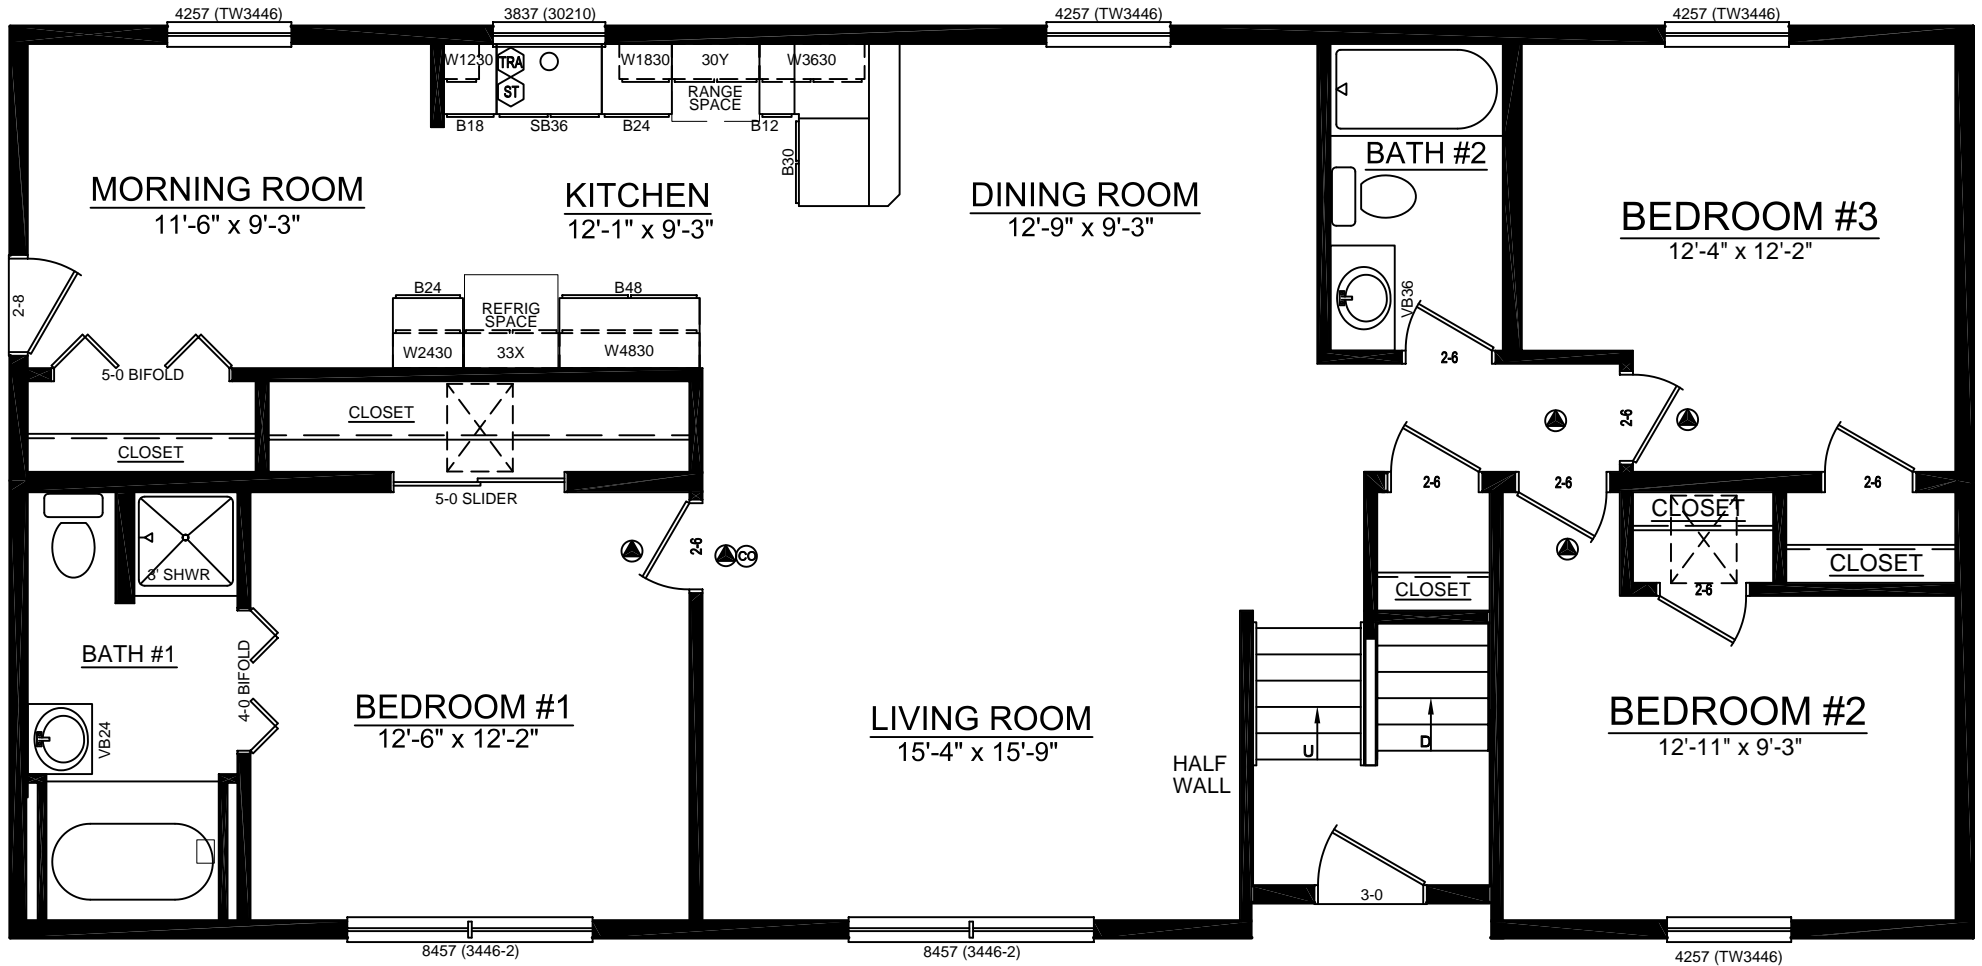 4257 (TW3446)
3837 (30210)
4257 (TW3446)
4257 (TW3446)
W1230
TRA
ST
W1830
30Y
W3630
RANGE
SPACE
B18
SB36
B24
B12
B30
MORNING ROOM
11'-6" x 9'-3"
KITCHEN
12'-1" x 9'-3"
DINING ROOM
12'-9" x 9'-3"
BATH #2
BEDROOM #3
12'-4" x 12'-2"
2-8
B24
REFRIG
SPACE
B48
W2430
33X
W4830
VB36
2-6
5-0 BIFOLD
CLOSET
CLOSET
2-6
5-0 SLIDER
2-6
2-6
2-6
CLOSET
CLOSET
2-6
3' SHWR
2-6
CO
CLOSET
BATH #1
4-0 BIFOLD
VB24
BEDROOM #1
12'-6" x 12'-2"
LIVING ROOM
15'-4" x 15'-9"
HALF
WALL
U
D
BEDROOM #2
12'-11" x 9'-3"
3-0
8457 (3446-2)
8457 (3446-2)
4257 (TW3446)